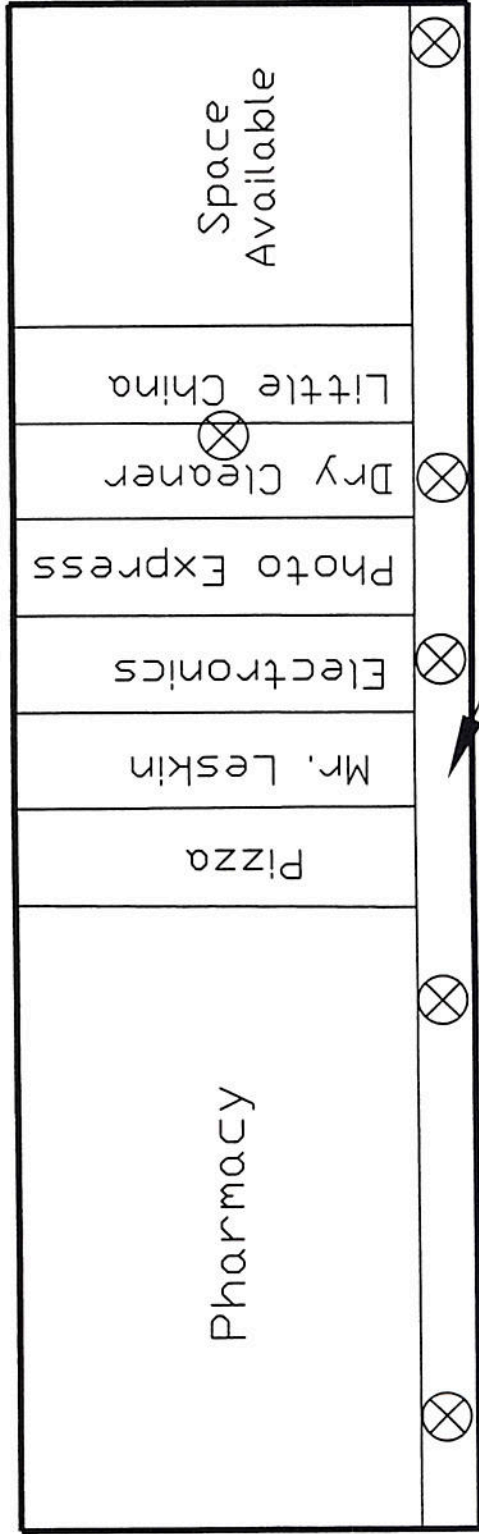 Pharmacy
Pizza
Mr. Leskin
Electronics
Photo Express
Dry Cleaner
Little China
Space
Available